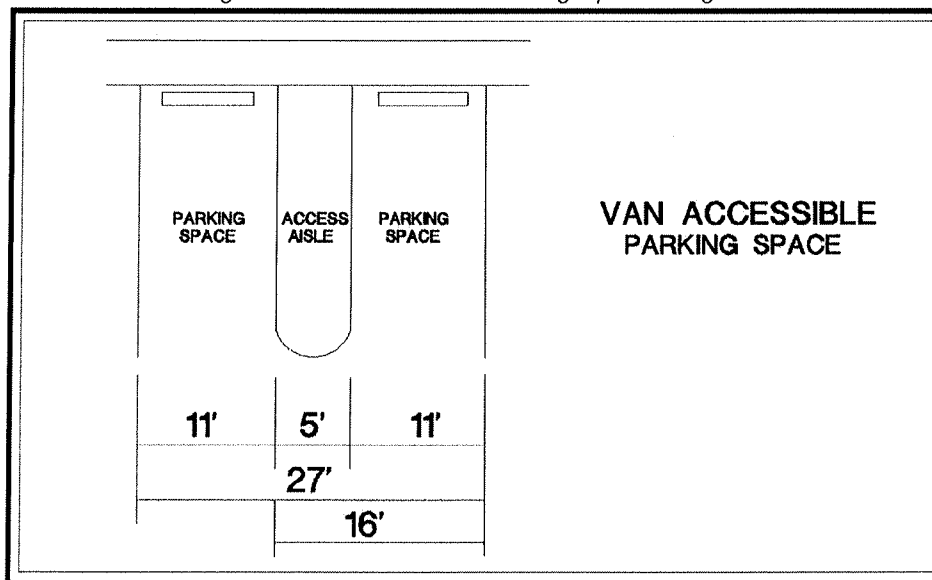 PARKING
SPACE
ACCESS
AISLE
PARKING
SPACE
VAN ACCESSIBLE
PARKING SPACE
11'
5'
11'
27'
16'